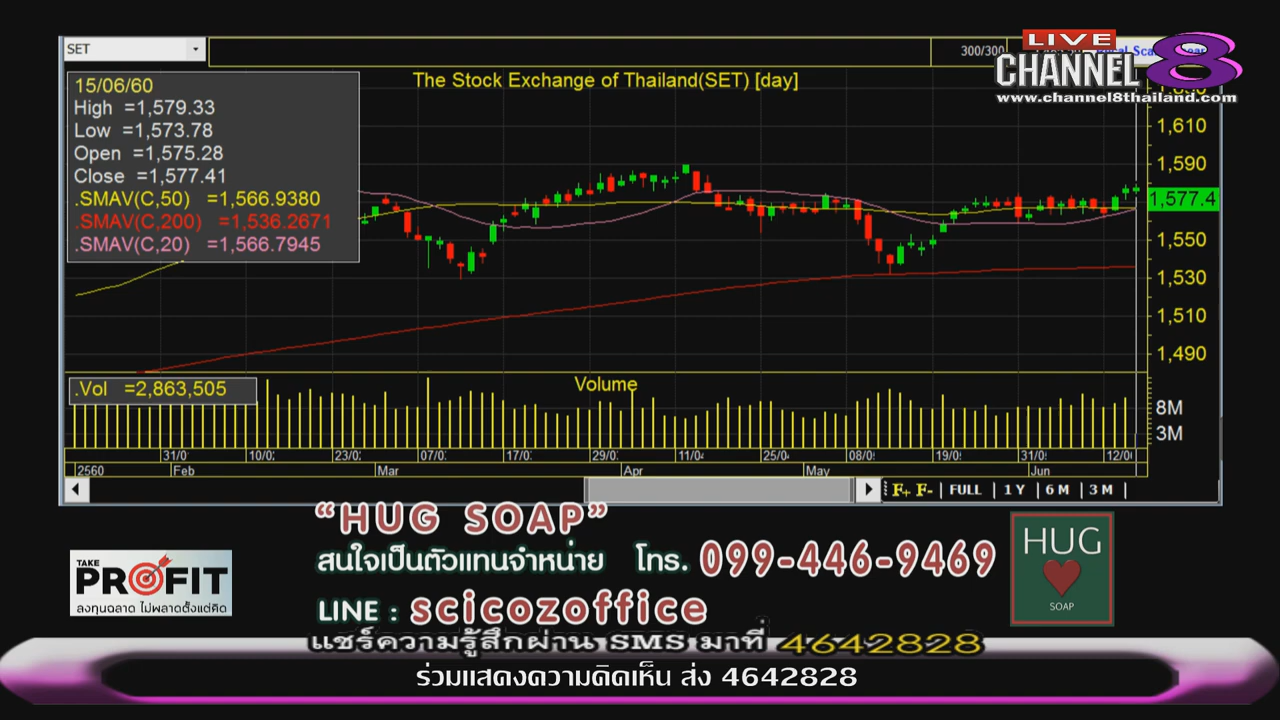 SET
300/300
LIVE
CHANNEL 8
www.channel8thailand.com
The Stock Exchange of Thailand(SET) [day]
15/06/60
High =1,579.33
Low =1,573.78
Open =1,575.28
Close =1,577.41
.SMAV(C,50) =1,566.9380
.SMAV(C,200) =1,536.2671
.SMAV(C,20) =1,566.7945
1,610
1,590
1,577.4
1,550
1,530
1,510
1,490
.Vol =2,863,505
Volume
8M
3M
31/0 10/0 23/0 07/0 17/0 29/0 11/0 25/0 08/0 19/0 31/0 12/0
2560 Feb Mar Apr May Jun
F+ F- FULL 1 Y 6 M 3 M
"HUG SOAP"
สนใจเป็นตัวแทนจำหน่าย โทร. 099-446-9469
LINE : scicozoffice
HUG
SOAP
TAKE
PROFIT
ลงทุนฉลาด ไม่พลาดตั้งแต่คิด
แชร์ความรู้สึกผ่าน SMS มาที่ 4642828
ร่วมแสดงความคิดเห็น ส่ง 4642828